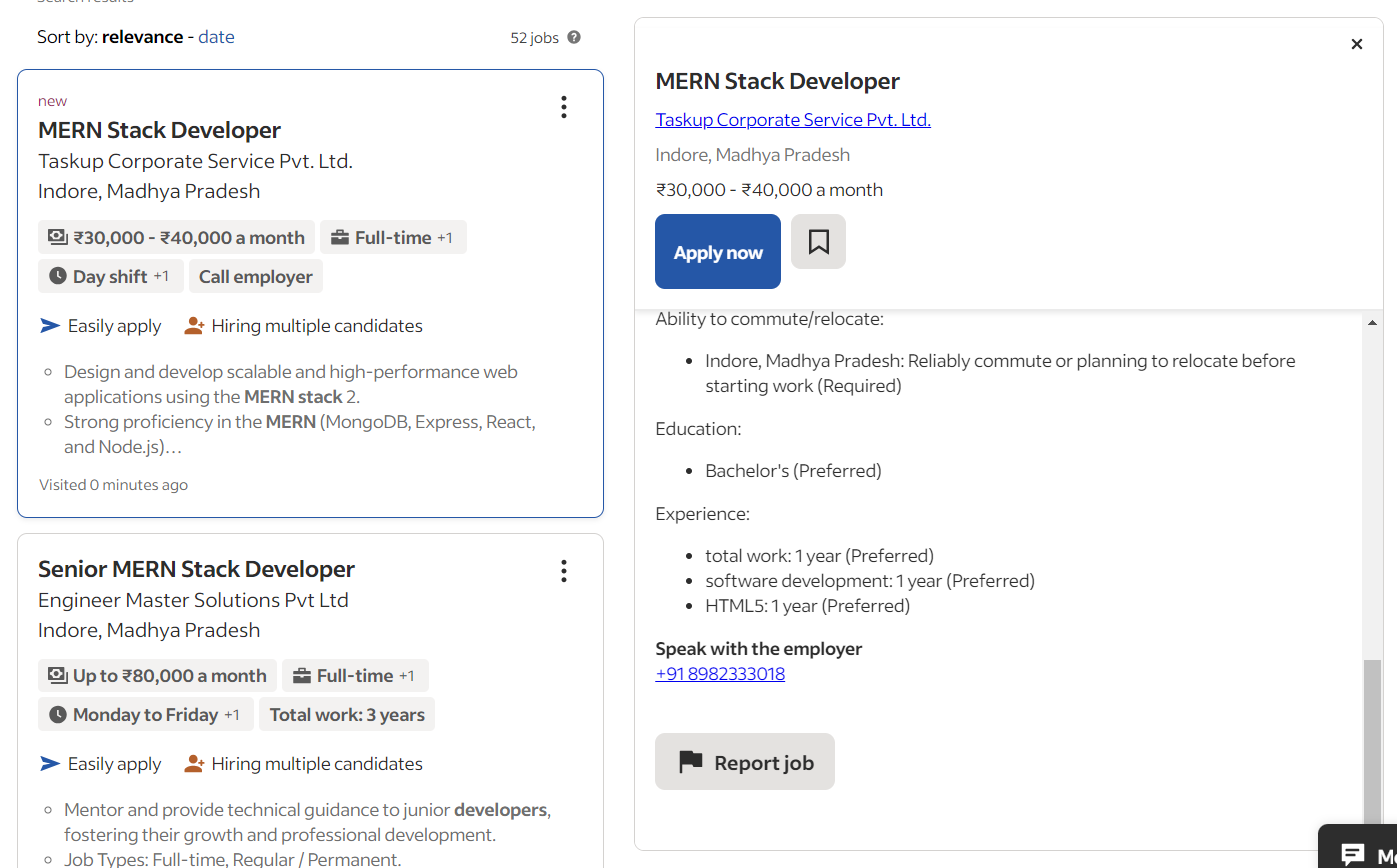 Search results
Sort by: relevance - date
52 jobs
new
MERN Stack Developer
Taskup Corporate Service Pvt. Ltd.
Indore, Madhya Pradesh
₹30,000 - ₹40,000 a month
Full-time +1
Day shift +1
Call employer
Easily apply
Hiring multiple candidates
Design and develop scalable and high-performance web
applications using the MERN stack 2.
Strong proficiency in the MERN (MongoDB, Express, React,
and Node.js)…
Visited 0 minutes ago
Senior MERN Stack Developer
Engineer Master Solutions Pvt Ltd
Indore, Madhya Pradesh
Up to ₹80,000 a month
Full-time +1
Monday to Friday +1
Total work: 3 years
Easily apply
Hiring multiple candidates
Mentor and provide technical guidance to junior developers,
fostering their growth and professional development.
Job Types: Full-time, Regular / Permanent.
MERN Stack Developer
Taskup Corporate Service Pvt. Ltd.
Indore, Madhya Pradesh
₹30,000 - ₹40,000 a month
Apply now
Ability to commute/relocate:
Indore, Madhya Pradesh: Reliably commute or planning to relocate before
starting work (Required)
Education:
Bachelor's (Preferred)
Experience:
total work: 1 year (Preferred)
software development: 1 year (Preferred)
HTML5: 1 year (Preferred)
Speak with the employer
+91 8982333018
Report job